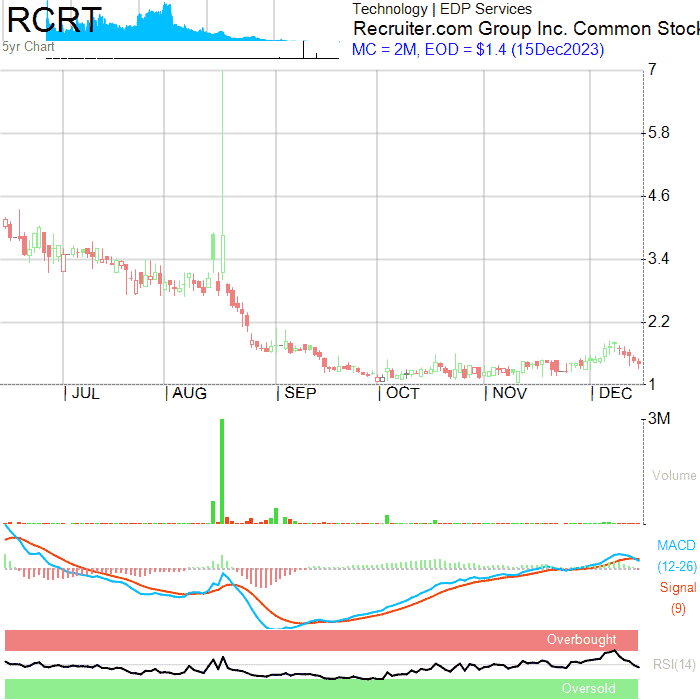 RCRT
5yr Chart
Technology | EDP Services
Recruiter.com Group Inc. Common Stock
MC = 2M, EOD = $1.4 (15Dec2023)
7
5.8
4.6
3.4
2.2
1
JUL AUG SEP OCT NOV DEC
3M
Volume
MACD
(12-26)
Signal
(9)
Overbought
RSI(14)
Oversold